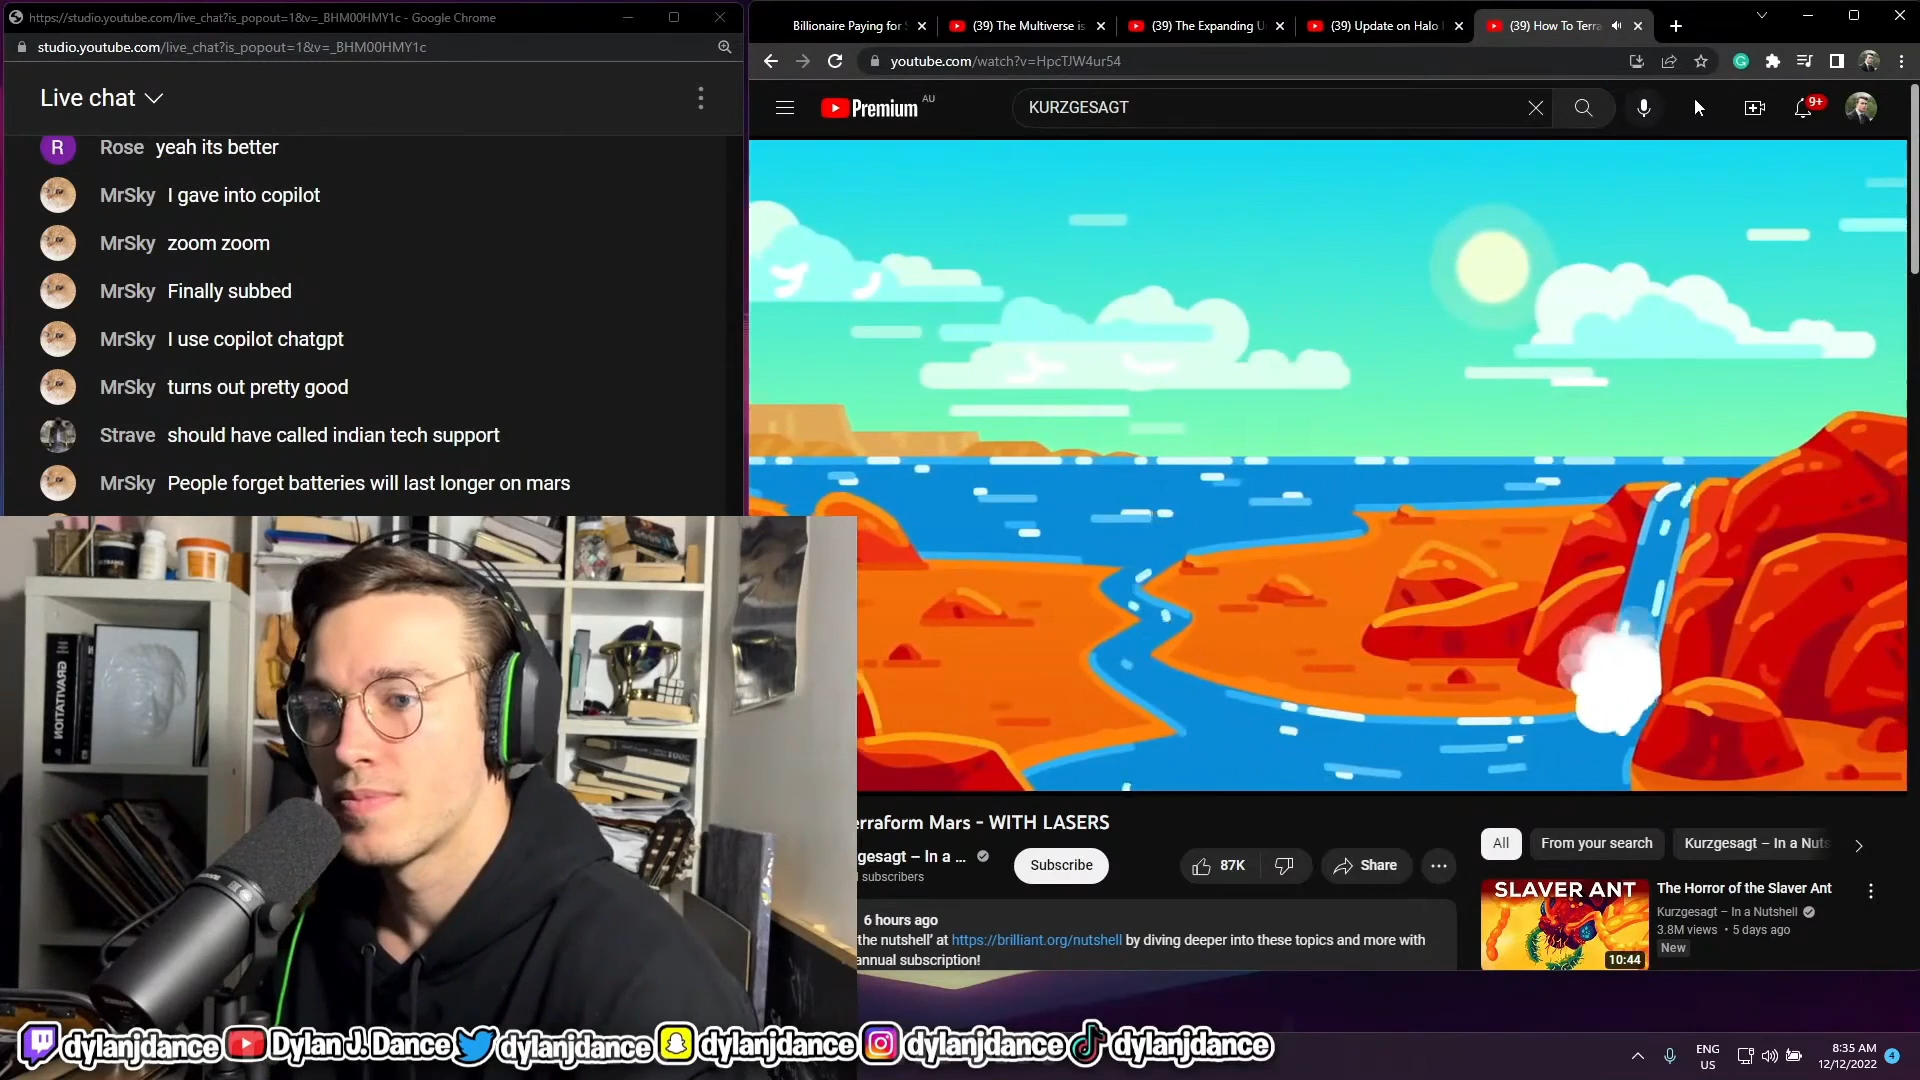 https://studio.youtube.com/live_chat?is_popout=1&v=_BHM00HMY1c - Google Chrome
studio.youtube.com/live_chat?is_popout=1&v=_BHM00HMY1c
Live chat
R Rose yeah its better
MrSky I gave into copilot
MrSky zoom zoom
MrSky Finally subbed
MrSky I use copilot chatgpt
MrSky turns out pretty good
Strave should have called indian tech support
MrSky People forget batteries will last longer on mars
Billionaire Paying for
(39) The Multiverse is
(39) The Expanding U
(39) Update on Halo
(39) How To Terra
youtube.com/watch?v=HpcTJW4ur54
Premium AU
KURZGESAGT
9+
GRAVITATION
erraform Mars - WITH LASERS
gesagt – In a ...
subscribers
Subscribe
87K
Share
6 hours ago
the nutshell’ at https://brilliant.org/nutshell by diving deeper into these topics and more with
annual subscription!
All
From your search
Kurzgesagt – In a Nuts
SLAVER ANT
10:44
The Horror of the Slaver Ant
Kurzgesagt – In a Nutshell
3.8M views • 5 days ago
New
dylanjdance
Dylan J. Dance
dylanjdance
dylanjdance
dylanjdance
dylanjdance
ENG
US
8:35 AM
12/12/2022
4